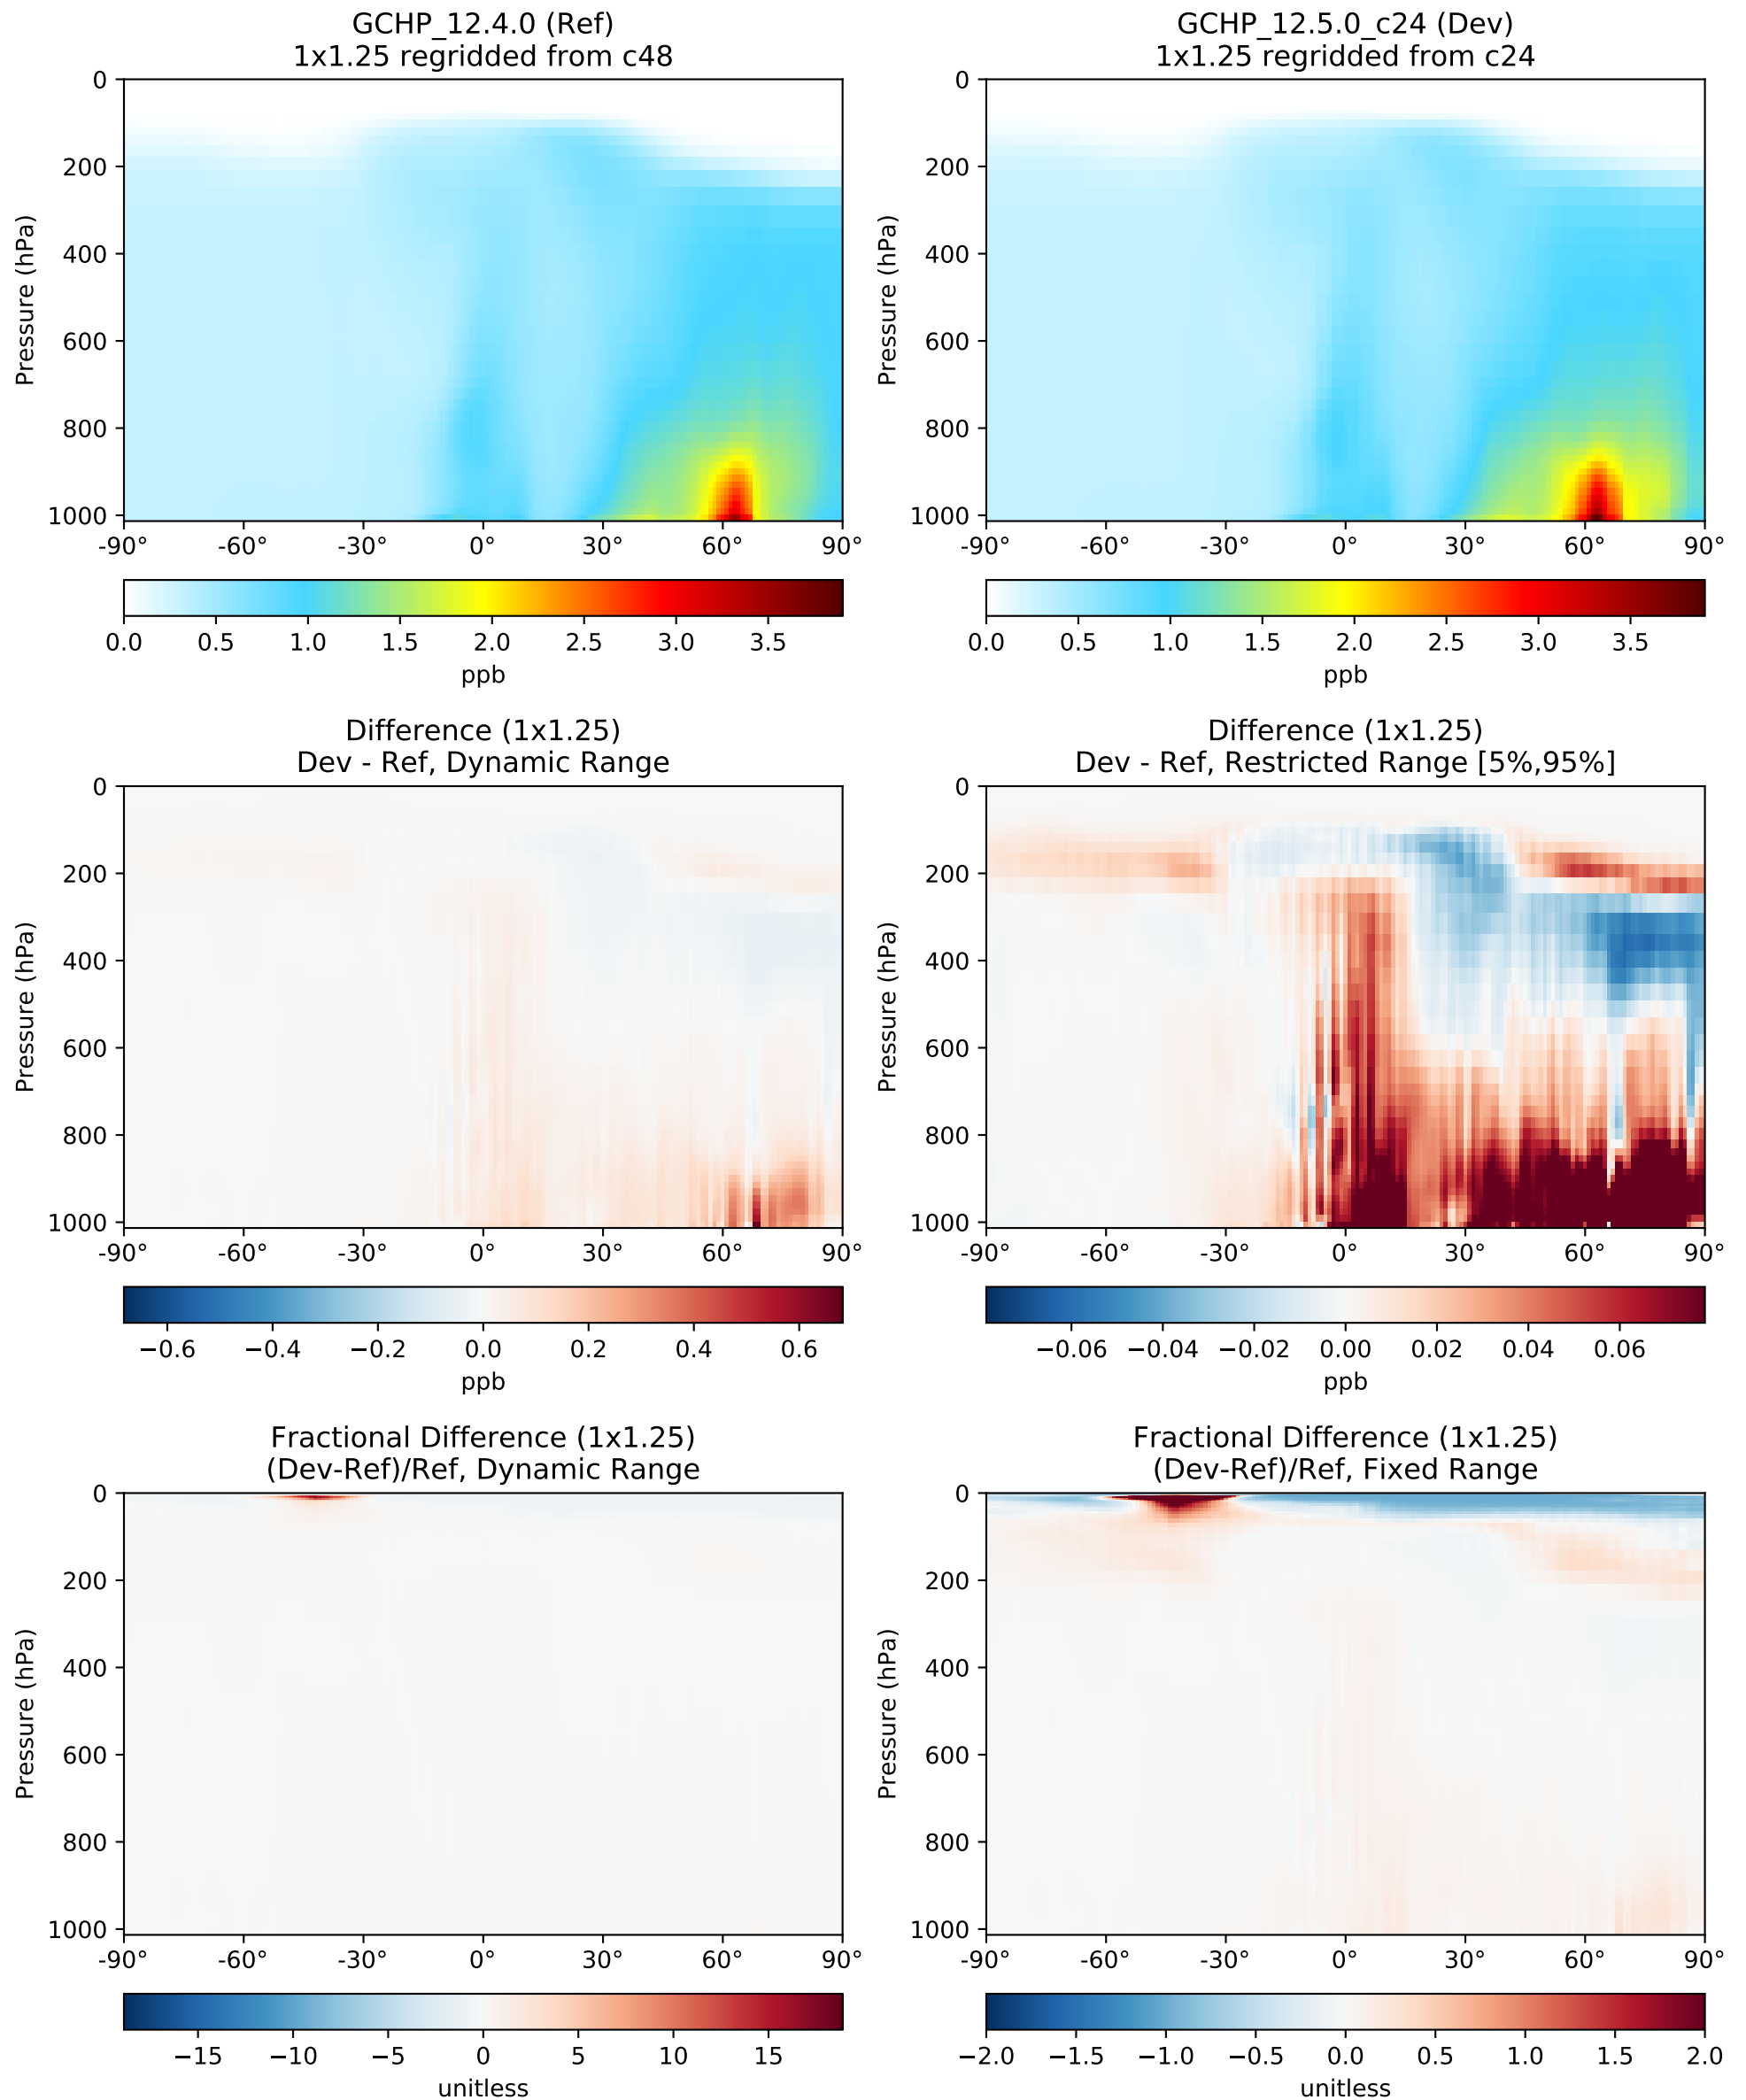 GCHP_12.4.0 (Ref)
1x1.25 regridded from c48
Pressure (hPa)
0
200
400
600
800
1000
-90° -60° -30° 0° 30° 60° 90°
0.0 0.5 1.0 1.5 2.0 2.5 3.0 3.5
ppb
GCHP_12.5.0_c24 (Dev)
1x1.25 regridded from c24
Pressure (hPa)
0
200
400
600
800
1000
-90° -60° -30° 0° 30° 60° 90°
0.0 0.5 1.0 1.5 2.0 2.5 3.0 3.5
ppb
Difference (1x1.25)
Dev - Ref, Dynamic Range
Pressure (hPa)
0
200
400
600
800
1000
-90° -60° -30° 0° 30° 60° 90°
−0.6 −0.4 −0.2 0.0 0.2 0.4 0.6
ppb
Difference (1x1.25)
Dev - Ref, Restricted Range [5%,95%]
Pressure (hPa)
0
200
400
600
800
1000
-90° -60° -30° 0° 30° 60° 90°
−0.06 −0.04 −0.02 0.00 0.02 0.04 0.06
ppb
Fractional Difference (1x1.25)
(Dev-Ref)/Ref, Dynamic Range
Pressure (hPa)
0
200
400
600
800
1000
-90° -60° -30° 0° 30° 60° 90°
−15 −10 −5 0 5 10 15
unitless
Fractional Difference (1x1.25)
(Dev-Ref)/Ref, Fixed Range
Pressure (hPa)
0
200
400
600
800
1000
-90° -60° -30° 0° 30° 60° 90°
−2.0 −1.5 −1.0 −0.5 0.0 0.5 1.0 1.5 2.0
unitless